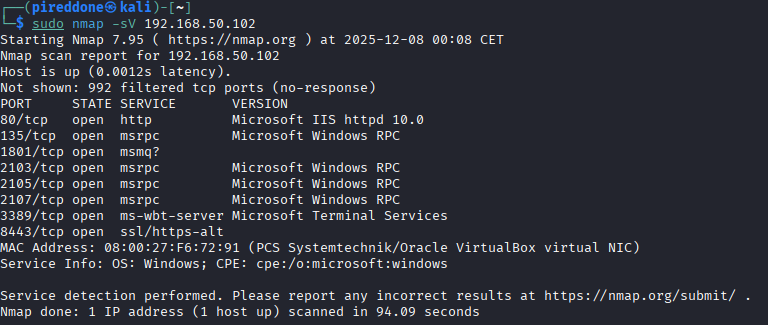 ┌──(pireddone㉿kali)-[~]
└─$ sudo nmap -sV 192.168.50.102
Starting Nmap 7.95 ( https://nmap.org ) at 2025-12-08 00:08 CET
Nmap scan report for 192.168.50.102
Host is up (0.0012s latency).
Not shown: 992 filtered tcp ports (no-response)
PORT     STATE SERVICE       VERSION
80/tcp   open  http          Microsoft IIS httpd 10.0
135/tcp  open  msrpc         Microsoft Windows RPC
1801/tcp open  msmq?
2103/tcp open  msrpc         Microsoft Windows RPC
2105/tcp open  msrpc         Microsoft Windows RPC
2107/tcp open  msrpc         Microsoft Windows RPC
3389/tcp open  ms-wbt-server Microsoft Terminal Services
8443/tcp open  ssl/https-alt
MAC Address: 08:00:27:F6:72:91 (PCS Systemtechnik/Oracle VirtualBox virtual NIC)
Service Info: OS: Windows; CPE: cpe:/o:microsoft:windows

Service detection performed. Please report any incorrect results at https://nmap.org/submit/ .
Nmap done: 1 IP address (1 host up) scanned in 94.09 seconds